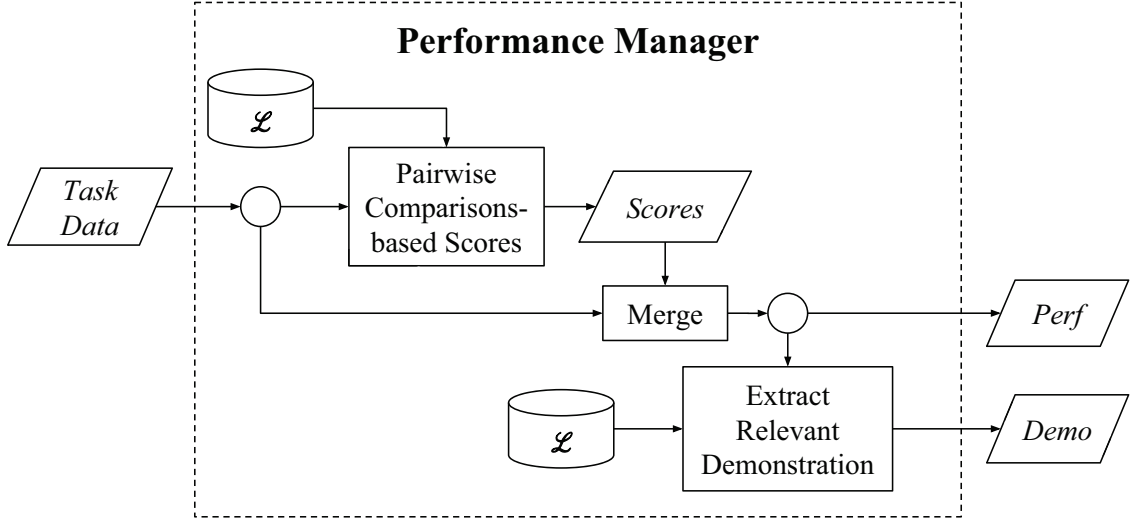 Performance Manager
ℒ
Task
Data
Pairwise
Comparisons-
based Scores
Scores
Merge
Perf
ℒ
Extract
Relevant
Demonstration
Demo